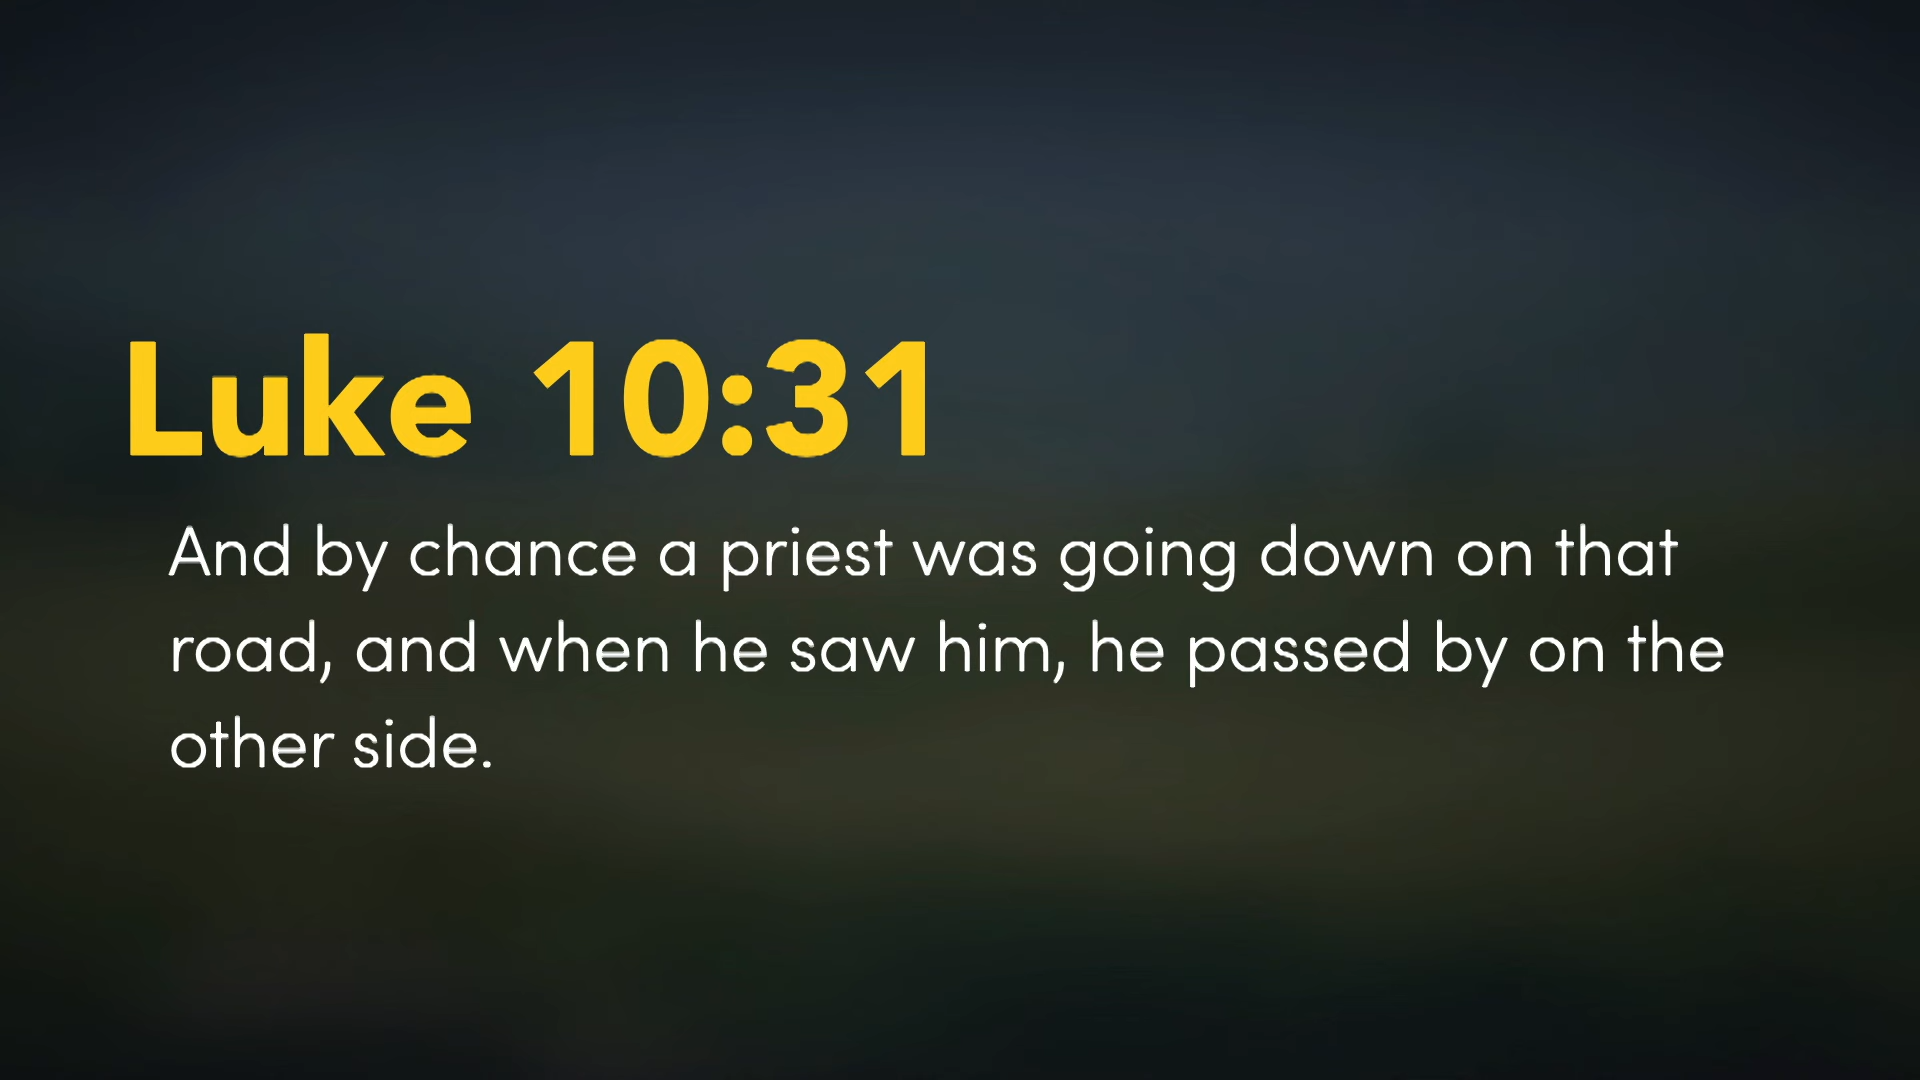 Luke 10:31
And by chance a priest was going down on that
road, and when he saw him, he passed by on the
other side.